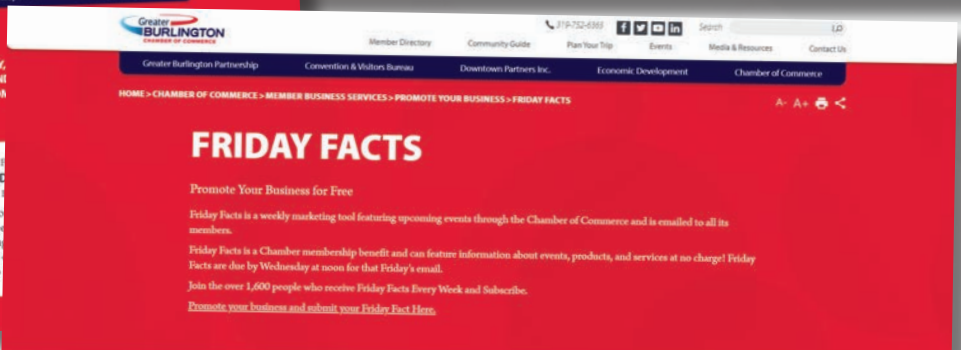 Greater
BURLINGTON
CHAMBER OF COMMERCE
319-752-6365
Search
Member Directory Community Guide Plan Your Trip Events Media & Resources Contact Us
Greater Burlington Partnership Convention & Visitors Bureau Downtown Partners Inc. Economic Development Chamber of Commerce
HOME > CHAMBER OF COMMERCE > MEMBER BUSINESS SERVICES > PROMOTE YOUR BUSINESS > FRIDAY FACTS
A- A+
FRIDAY FACTS
Promote Your Business for Free
Friday Facts is a weekly marketing tool featuring upcoming events through the Chamber of Commerce and is emailed to all its
members.
Friday Facts is a Chamber membership benefit and can feature information about events, products, and services at no charge! Friday
Facts are due by Wednesday at noon for that Friday's email.
Join the over 1,600 people who receive Friday Facts Every Week and Subscribe.
Promote your business and submit your Friday Fact Here.